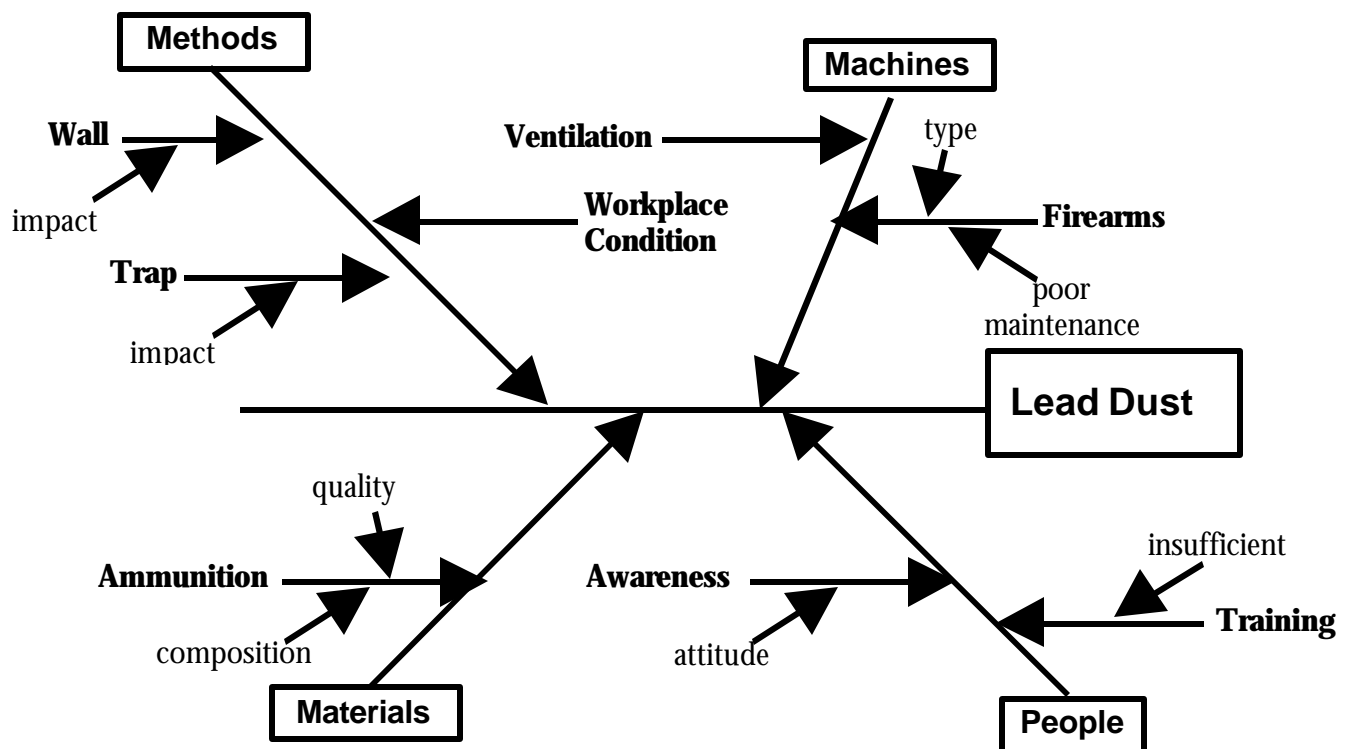 Methods
Machines
Wall
Ventilation
type
impact
Workplace
Condition
Firearms
Trap
poor
maintenance
impact
Lead Dust
quality
insufficient
Ammunition
Awareness
Training
composition
attitude
Materials
People